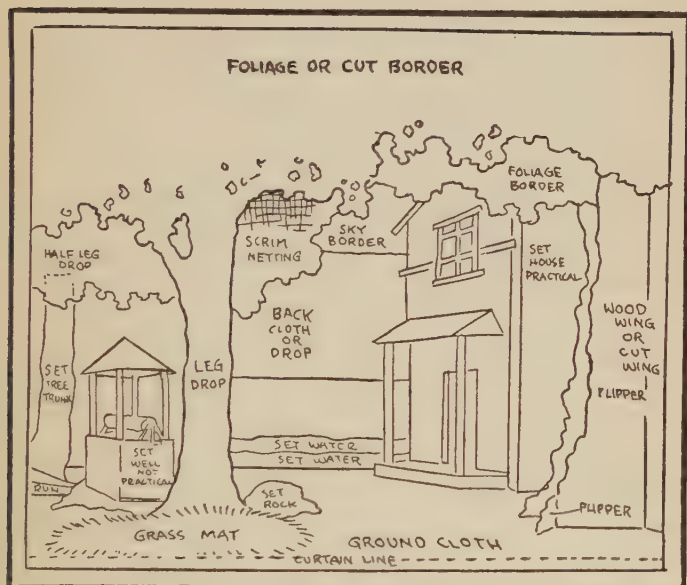 FOLIAGE OR CUT BORDER
FOLIAGE
BORDER
HALF LEG
DROP
SCRIM
NETTING
SKY
BORDER
SET
HOUSE
PRACTICAL
BACK
CLOTH
OR
DROP
WOOD
WING
OR
CUT
WING
FLIPPER
SET
TREE
TRUNK
LEG
DROP
SET
WELL
NOT
PRACTICAL
SET WATER
SET WATER
RUN
SET
ROCK
FLIPPER
GRASS MAT
GROUND CLOTH
CURTAIN LINE